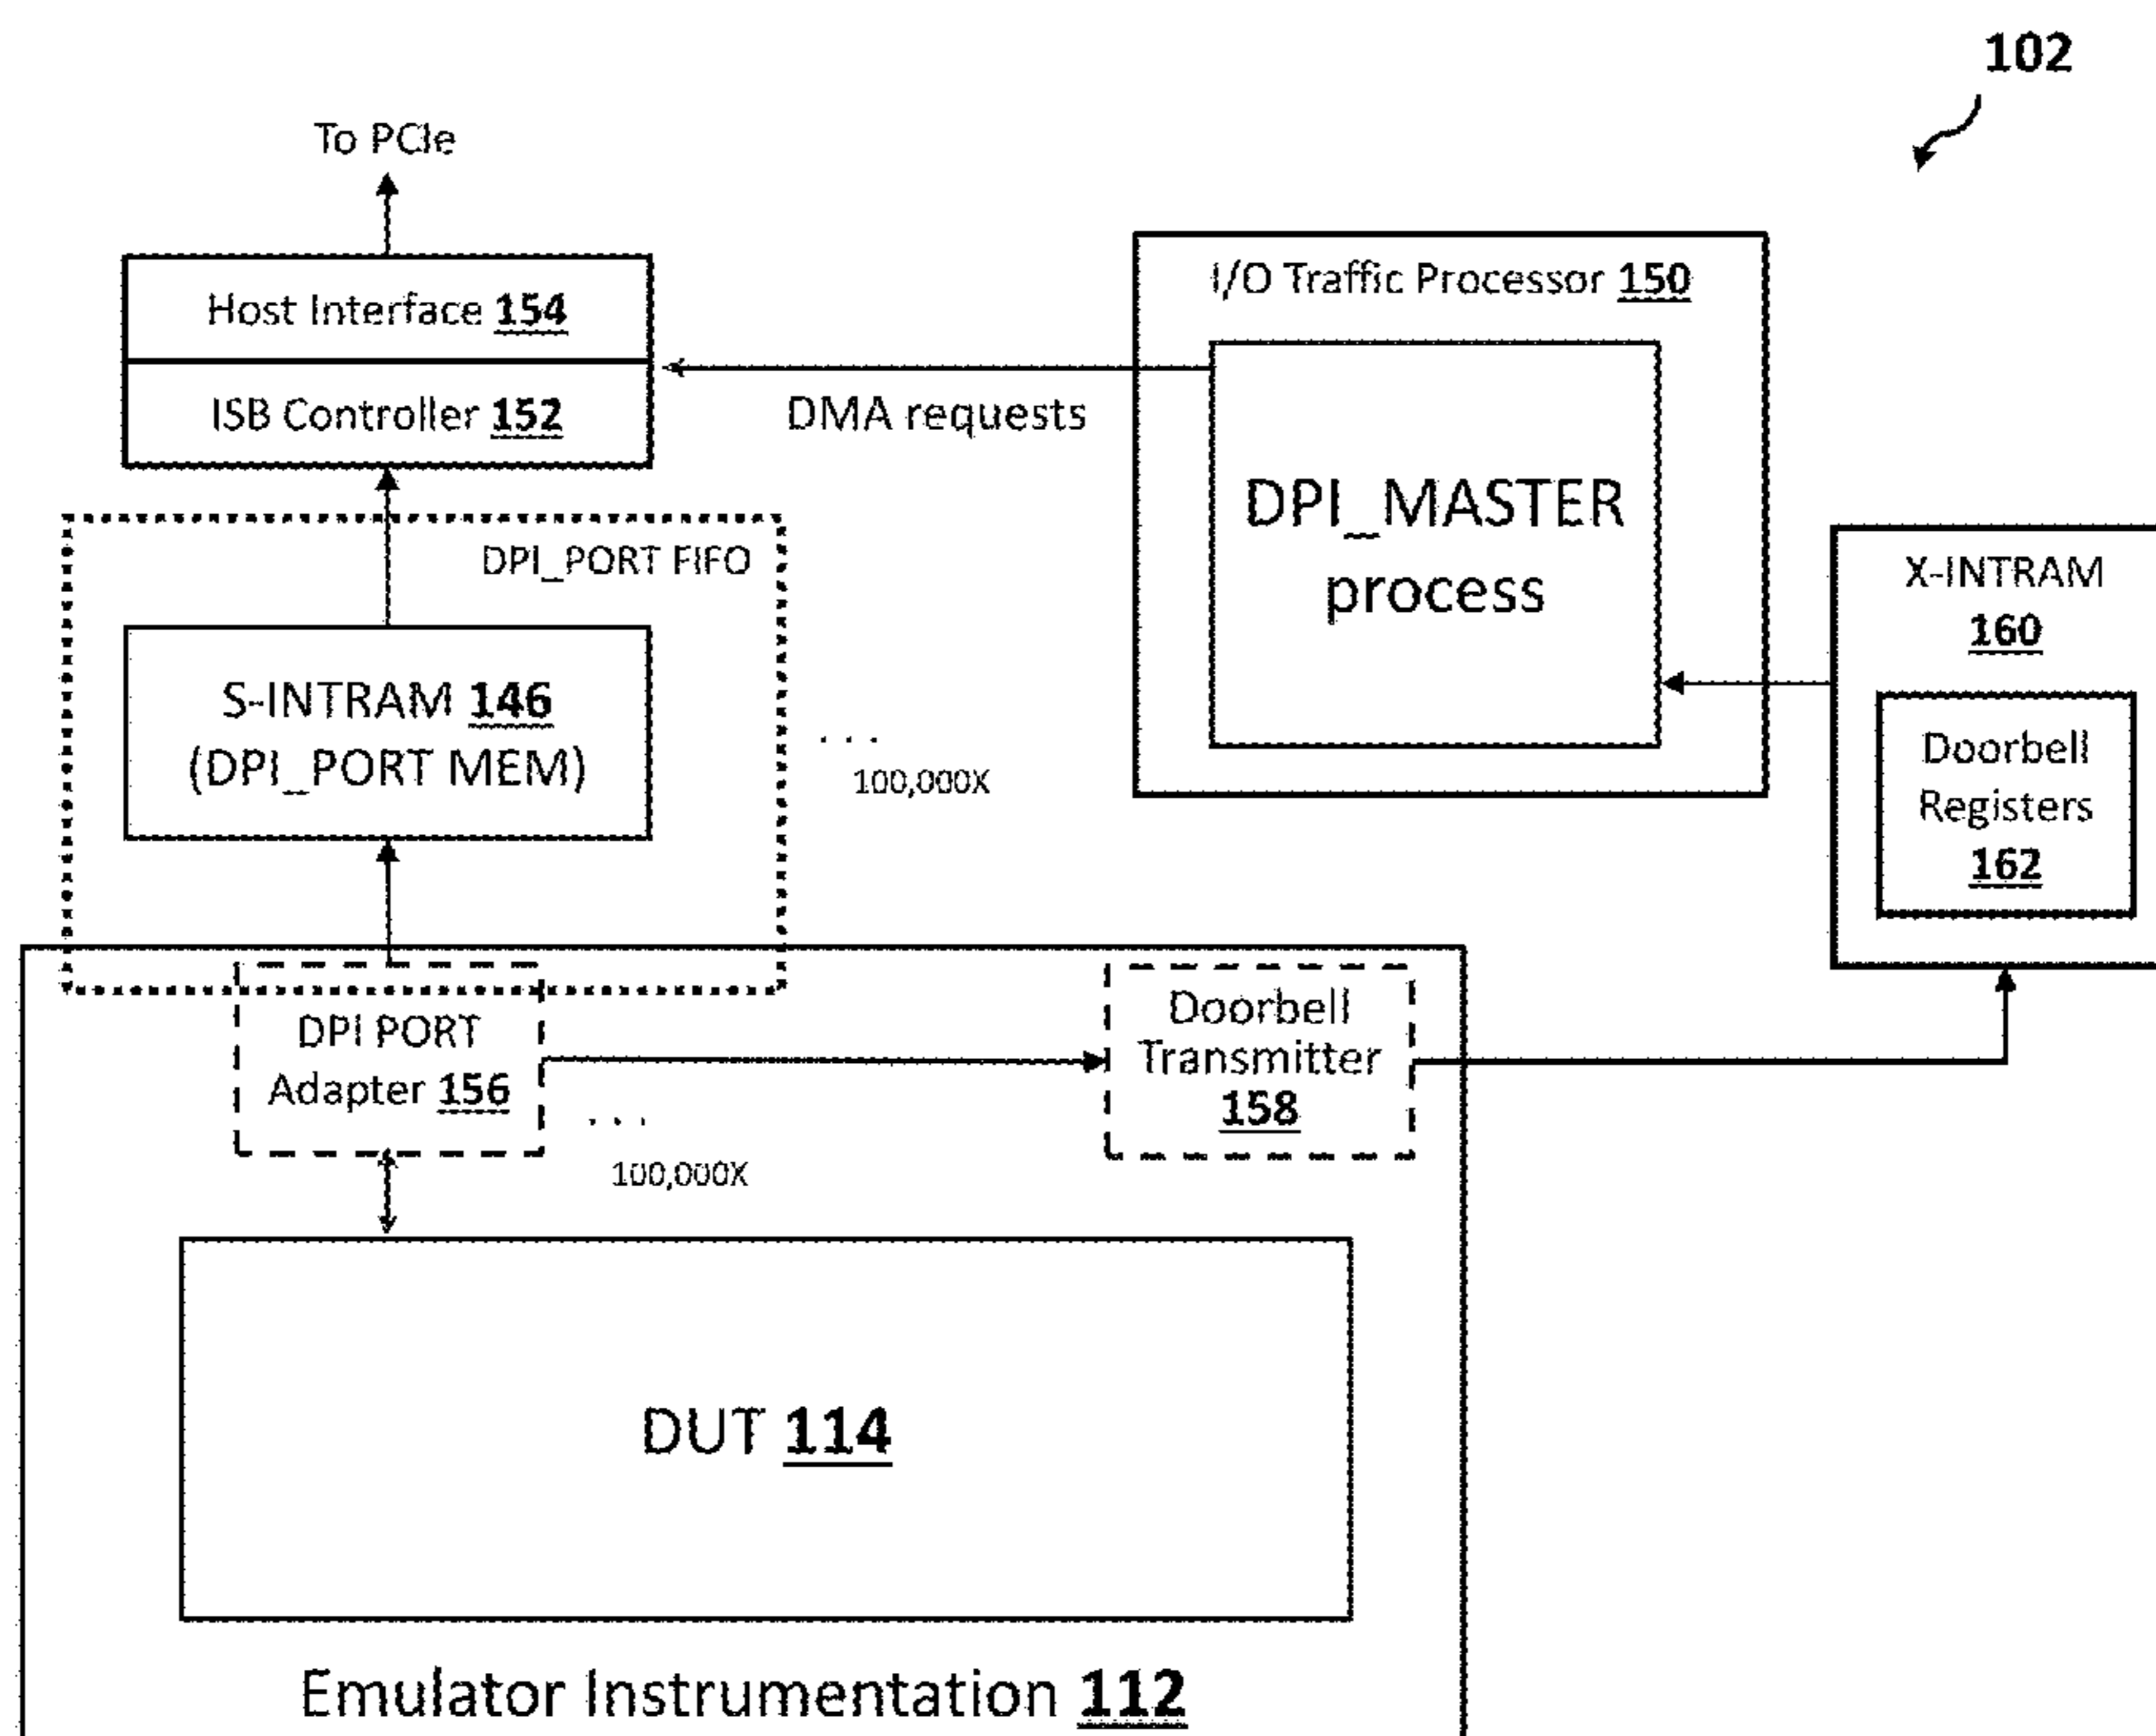 102
To PCIe
Host Interface 154
ISB Controller 152
I/O Traffic Processor 150
DMA requests
DPI_MASTER
process
DPI_PORT FIFO
S-INTRAM 146
(DPI_PORT MEM)
. . .
100,000X
X-INTRAM
160
Doorbell
Registers
162
DPI PORT
Adapter 156
. . .
100,000X
Doorbell
Transmitter
158
DUT 114
Emulator Instrumentation 112